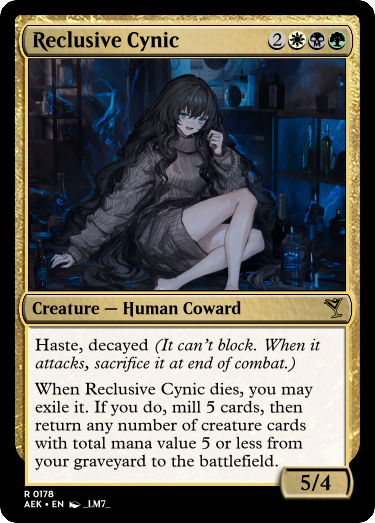 Reclusive Cynic 2
Creature — Human Coward
Haste, decayed (It can't block. When it
attacks, sacrifice it at end of combat.)
When Reclusive Cynic dies, you may
exile it. If you do, mill 5 cards, then
return any number of creature cards
with total mana value 5 or less from
your graveyard to the battlefield.
5/4
R 0178
AEK • EN _LM7_